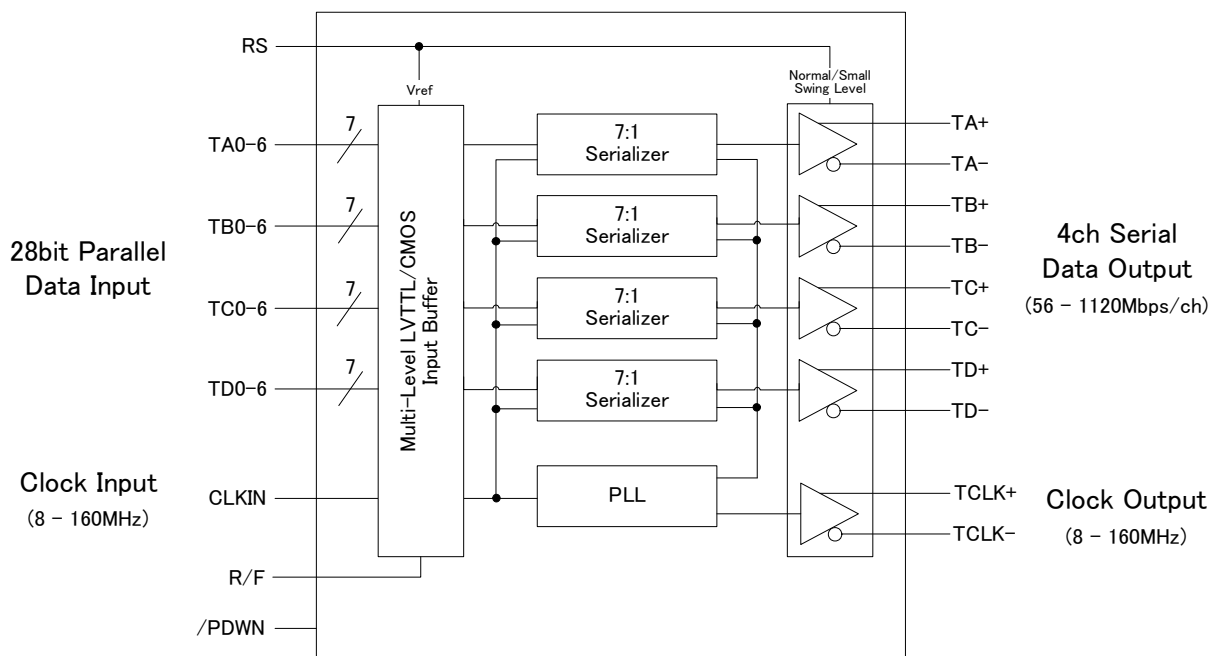 RS
Vref
Normal/Small
Swing Level
28bit Parallel
Data Input
TA0-6
7
TB0-6
7
TC0-6
7
TD0-6
7
Clock Input
(8 - 160MHz)
CLKIN
R/F
/PDWN
Multi-Level LVTTL/CMOS
Input Buffer
7:1
Serializer
7:1
Serializer
7:1
Serializer
7:1
Serializer
PLL
TA+
TA-
TB+
TB-
TC+
TC-
TD+
TD-
TCLK+
TCLK-
4ch Serial
Data Output
(56 - 1120Mbps/ch)
Clock Output
(8 - 160MHz)